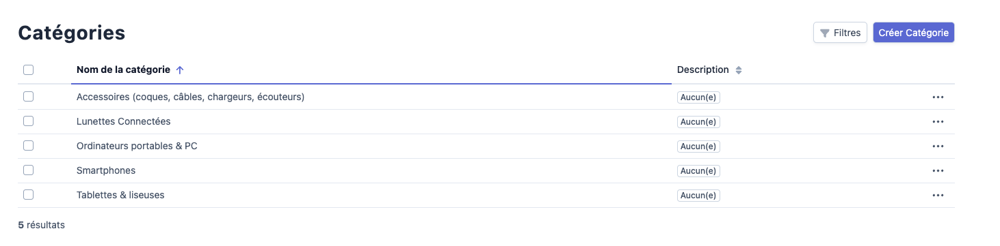 Catégories
Filtres
Créer Catégorie
Nom de la catégorie
Description
Accessoires (coques, câbles, chargeurs, écouteurs)
Aucun(e)
Lunettes Connectées
Aucun(e)
Ordinateurs portables & PC
Aucun(e)
Smartphones
Aucun(e)
Tablettes & liseuses
Aucun(e)
5 résultats